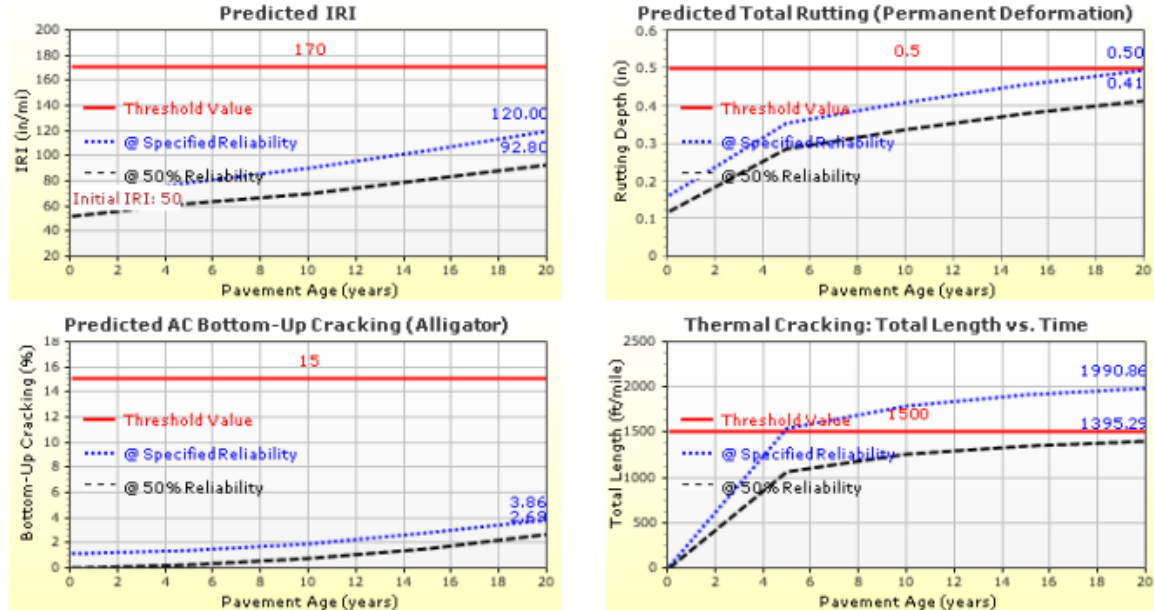 Predicted IRI
IRI (in/mi)
200
180
160
140
120
100
80
60
40
20
170
Threshold Value
@ Specified Reliability
@ 50% Reliability
Initial IRI: 50
120.00
92.80
0 2 4 6 8 10 12 14 16 18 20
Pavement Age (years)
Predicted Total Rutting (Permanent Deformation)
Rutting Depth (in)
0.6
0.5
0.4
0.3
0.2
0.1
0
0.5
0.50
0.41
Threshold Value
@ Specified Reliability
@ 50% Reliability
0 2 4 6 8 10 12 14 16 18 20
Pavement Age (years)
Predicted AC Bottom-Up Cracking (Alligator)
Bottom-Up Cracking (%)
18
16
14
12
10
8
6
4
2
0
15
Threshold Value
@ Specified Reliability
@ 50% Reliability
3.86
2.69
0 2 4 6 8 10 12 14 16 18 20
Pavement Age (years)
Thermal Cracking: Total Length vs. Time
Total Length (ft/mile)
2500
2000
1500
1000
500
0
1990.86
1500
1395.29
Threshold Value
@ Specified Reliability
@ 50% Reliability
0 2 4 6 8 10 12 14 16 18 20
Pavement Age (years)